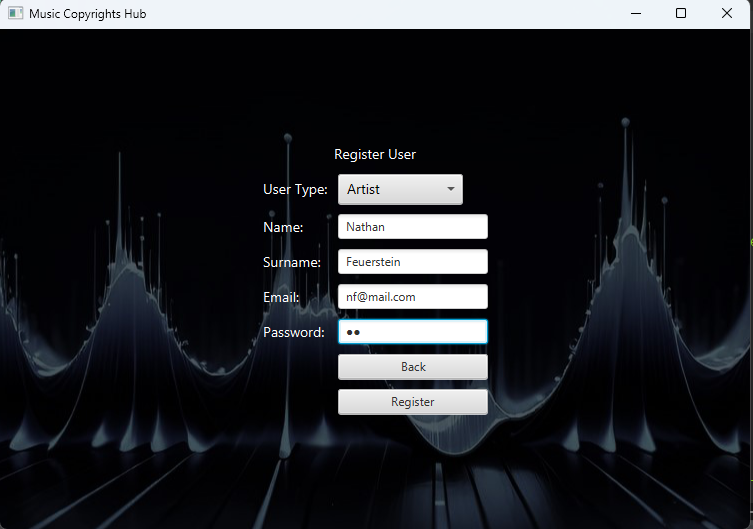 Music Copyrights Hub
Register User
User Type: Artist
Name: Nathan
Surname: Feuerstein
Email: nf@mail.com
Password: ●●
Back
Register